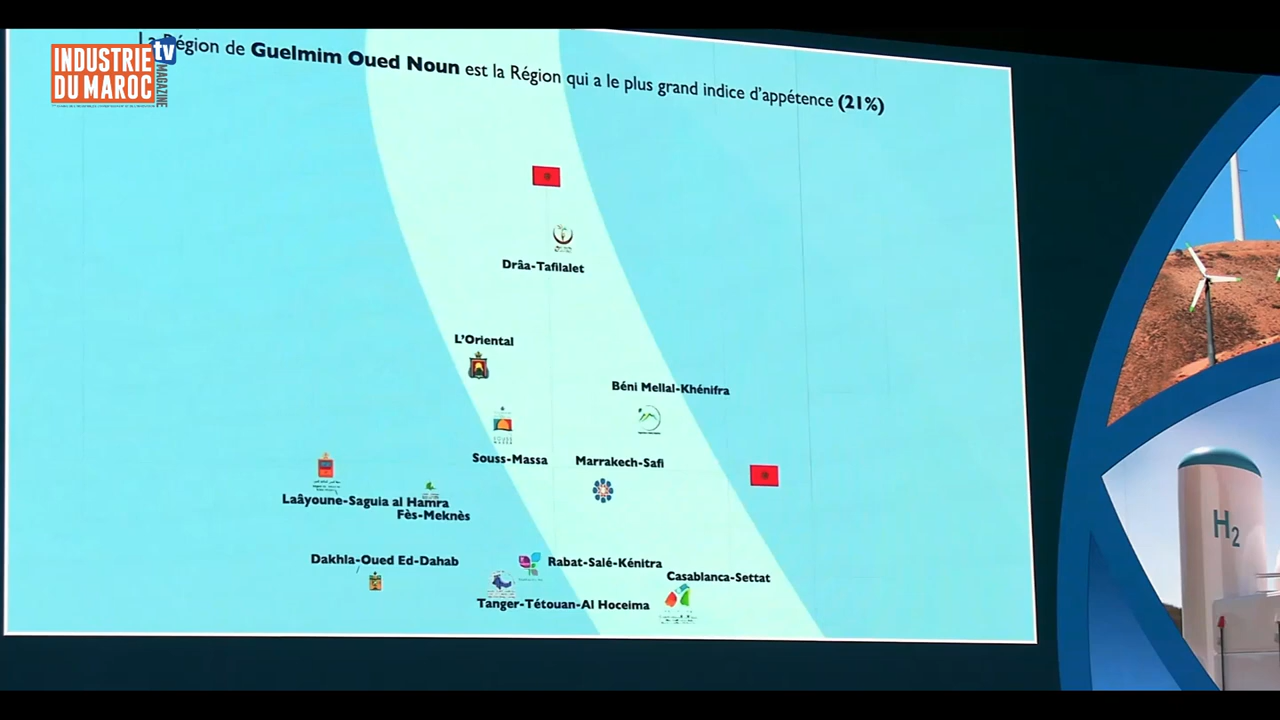 INDUSTRIE
DU MAROC
tv
MAGAZINE
La Région de Guelmim Oued Noun est la Région qui a le plus grand indice d'appétence (21%)
Drâa-Tafilalet
L'Oriental
Béni Mellal-Khénifra
Souss-Massa
Marrakech-Safi
Laâyoune-Saguia al Hamra
Fès-Meknès
Dakhla-Oued Ed-Dahab
Rabat-Salé-Kénitra
Casablanca-Settat
Tanger-Tétouan-Al Hoceima
H2